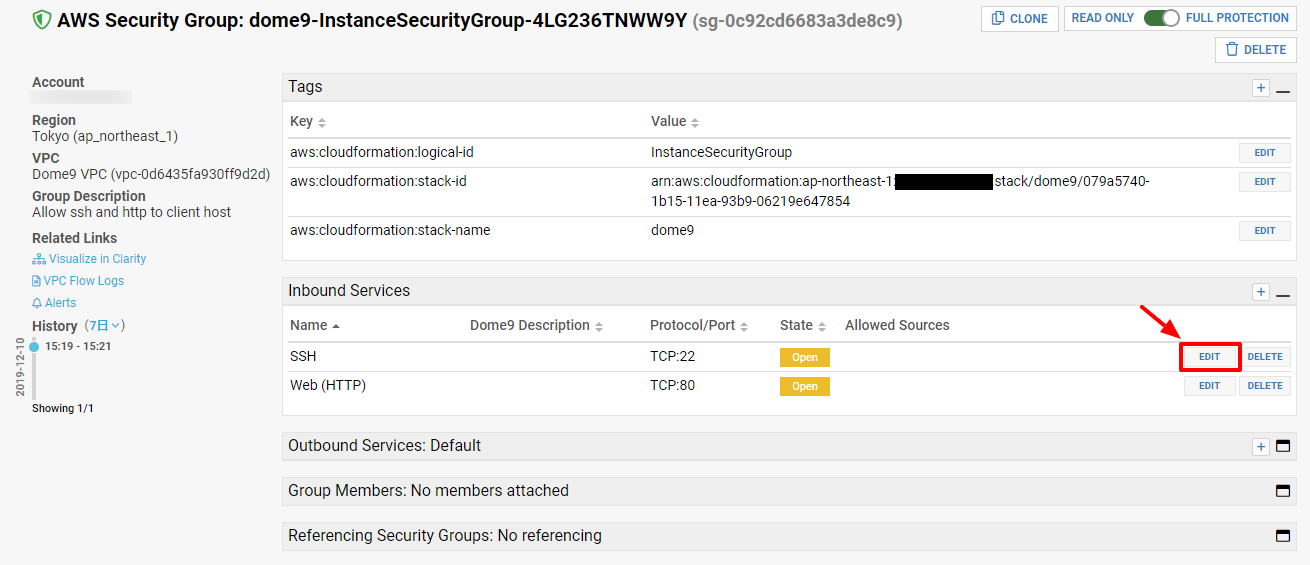 AWS Security Group: dome9-InstanceSecurityGroup-4LG236TNWW9Y (sg-0c92cd6683a3de8c9)
CLONE
READ ONLY FULL PROTECTION
DELETE
Account
Region
Tokyo (ap_northeast_1)
VPC
Dome9 VPC (vpc-0d6435fa930ff9d2d)
Group Description
Allow ssh and http to client host
Related Links
Visualize in Clarity
VPC Flow Logs
Alerts
History (7日)
2019-12-10
15:19 - 15:21
Showing 1/1
Tags
Key Value
aws:cloudformation:logical-id InstanceSecurityGroup EDIT
aws:cloudformation:stack-id arn:aws:cloudformation:ap-northeast-1: stack/dome9/079a5740- EDIT
1b15-11ea-93b9-06219e647854
aws:cloudformation:stack-name dome9 EDIT
Inbound Services
Name Dome9 Description Protocol/Port State Allowed Sources
SSH TCP:22 Open EDIT DELETE
Web (HTTP) TCP:80 Open EDIT DELETE
Outbound Services: Default
Group Members: No members attached
Referencing Security Groups: No referencing